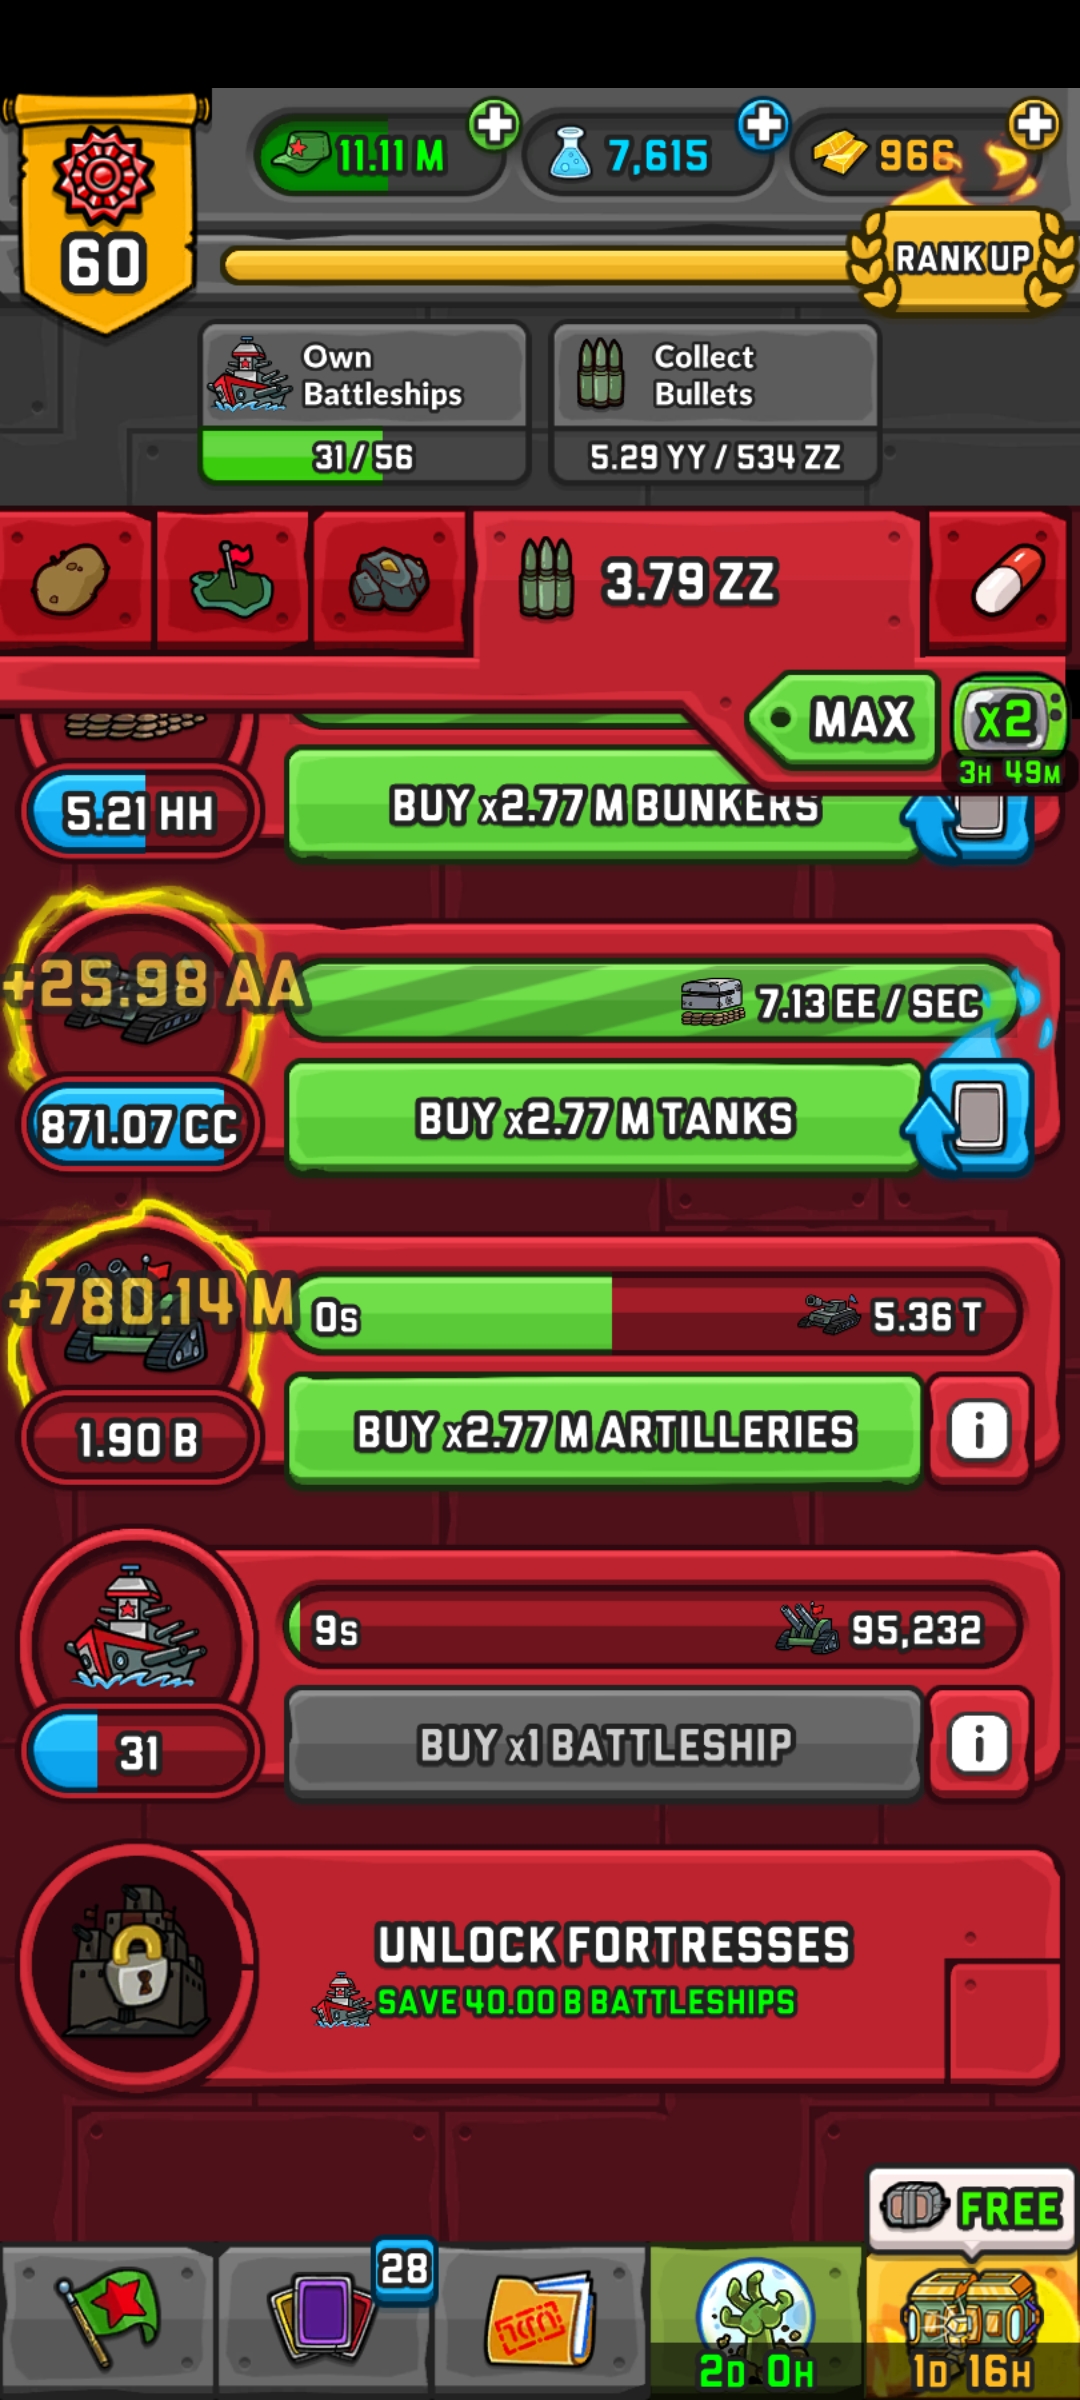 11.11 M
7,615
966
60
RANK UP
Own
Battleships
31 / 56
Collect
Bullets
5.29 YY / 534 ZZ
3.79 ZZ
MAX
x2
3H 49M
5.21 HH
BUY x2.77 M BUNKERS
+25.98 AA
7.13 EE / SEC
871.07 CC
BUY x2.77 M TANKS
+780.14 M
0s
5.36 T
1.90 B
BUY x2.77 M ARTILLERIES
i
9s
95,232
31
BUY x1 BATTLESHIP
i
UNLOCK FORTRESSES
SAVE 40.00 B BATTLESHIPS
FREE
28
2D 0H
1D 16H